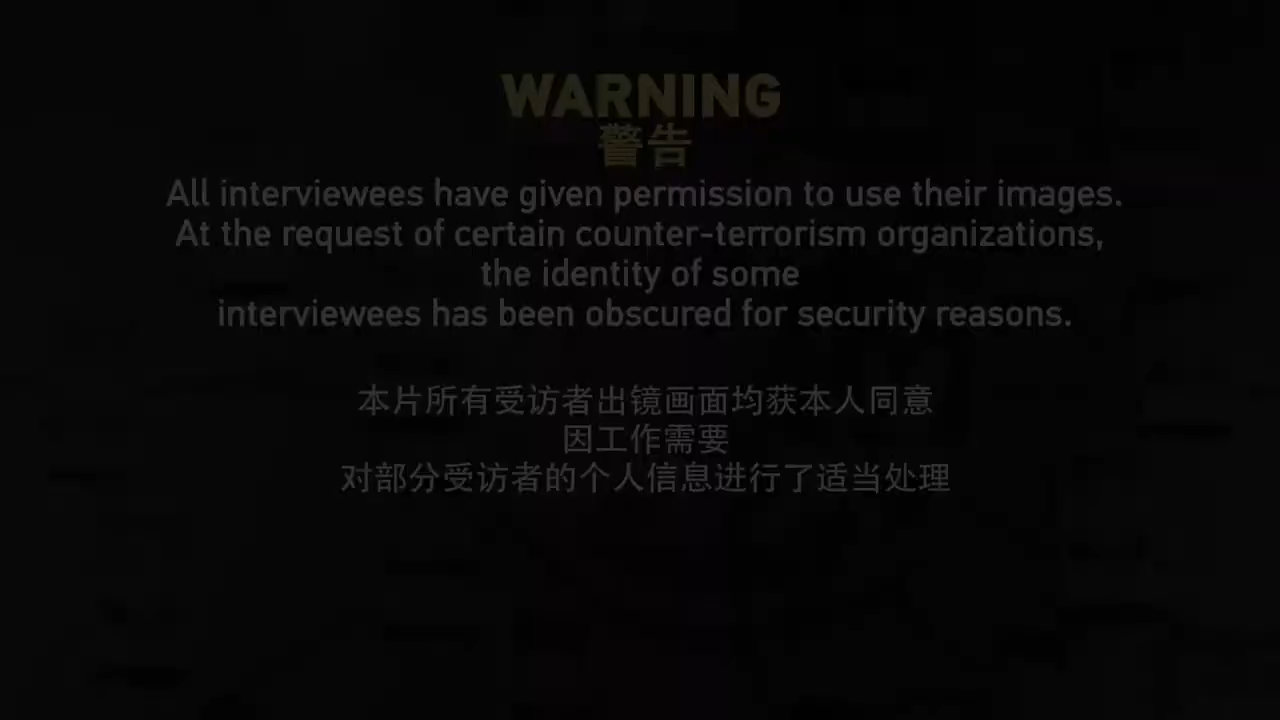 WARNING
警告
All interviewees have given permission to use their images.
At the request of certain counter-terrorism organizations,
the identity of some
interviewees has been obscured for security reasons.
本片所有受访者出镜画面均获本人同意
因工作需要
对部分受访者的个人信息进行了适当处理